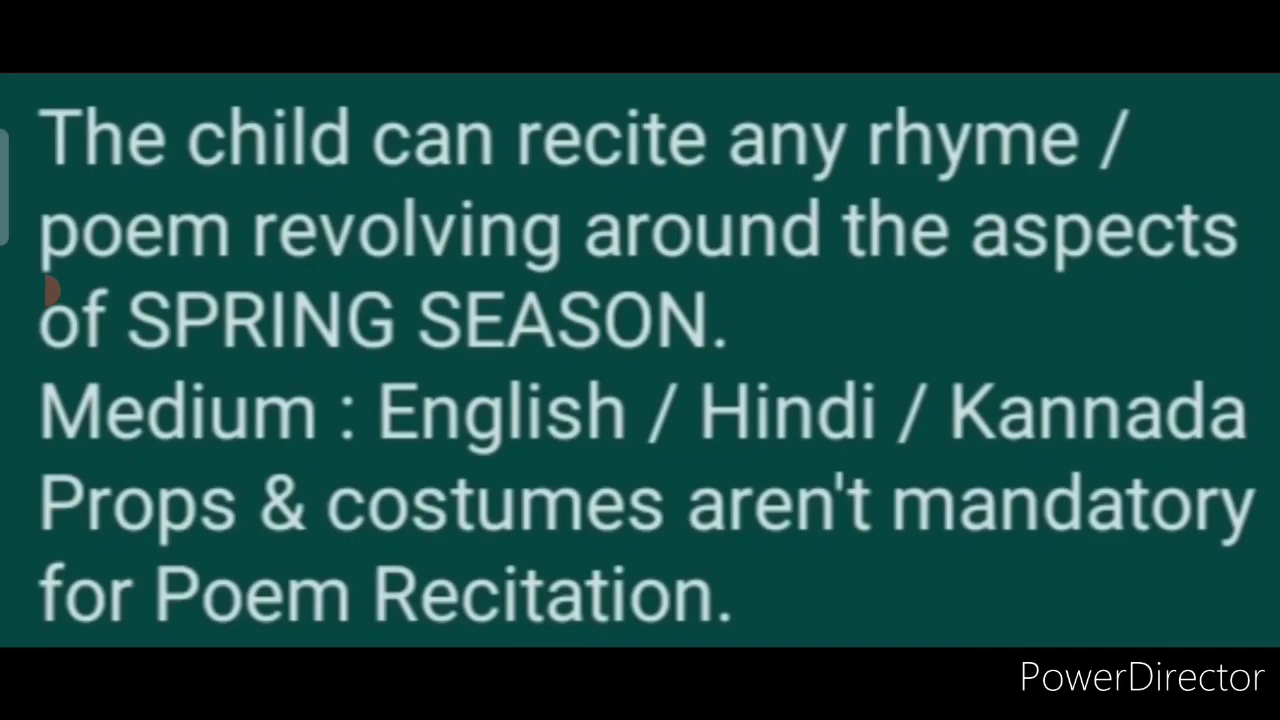 The child can recite any rhyme /
poem revolving around the aspects
of SPRING SEASON.
Medium : English / Hindi / Kannada
Props & costumes aren't mandatory
for Poem Recitation.
PowerDirector